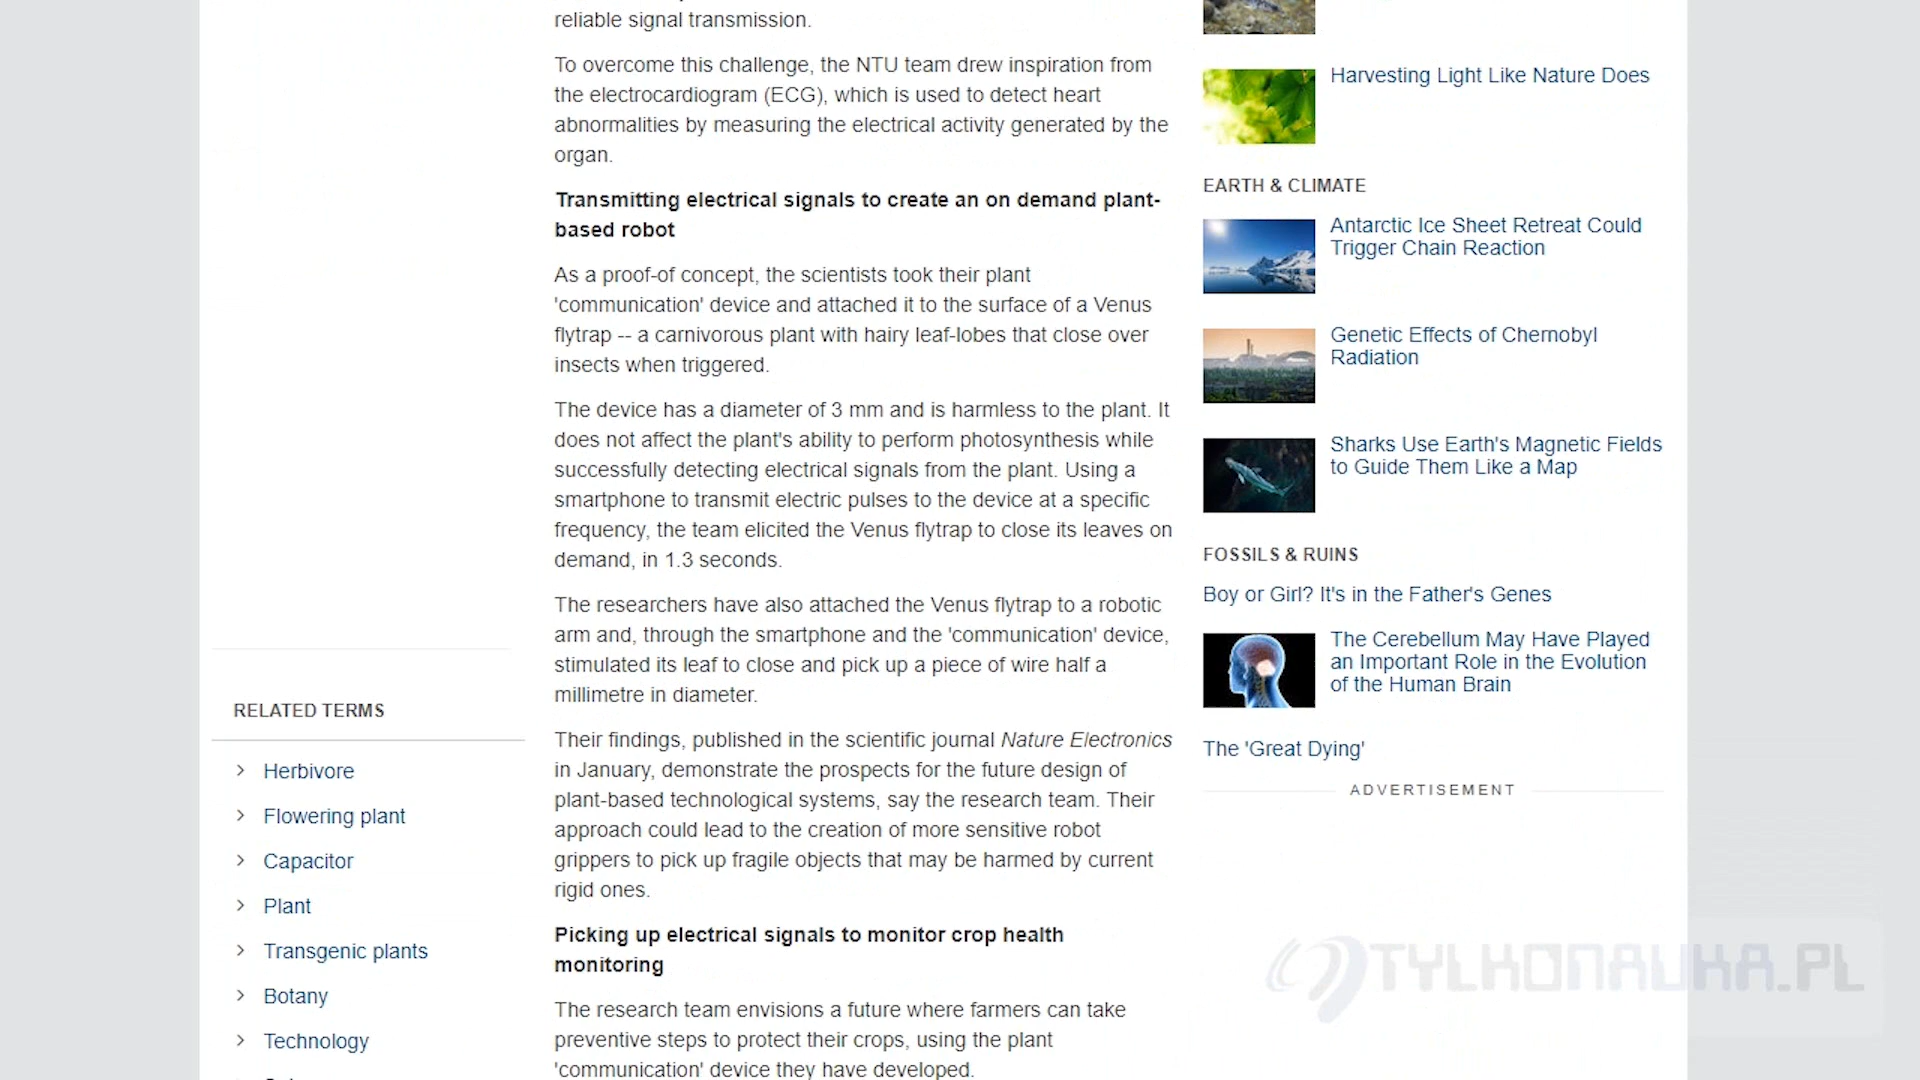 reliable signal transmission.
To overcome this challenge, the NTU team drew inspiration from
the electrocardiogram (ECG), which is used to detect heart
abnormalities by measuring the electrical activity generated by the
organ.
Transmitting electrical signals to create an on demand plant-
based robot
As a proof-of concept, the scientists took their plant
'communication' device and attached it to the surface of a Venus
flytrap -- a carnivorous plant with hairy leaf-lobes that close over
insects when triggered.
The device has a diameter of 3 mm and is harmless to the plant. It
does not affect the plant's ability to perform photosynthesis while
successfully detecting electrical signals from the plant. Using a
smartphone to transmit electric pulses to the device at a specific
frequency, the team elicited the Venus flytrap to close its leaves on
demand, in 1.3 seconds.
The researchers have also attached the Venus flytrap to a robotic
arm and, through the smartphone and the 'communication' device,
stimulated its leaf to close and pick up a piece of wire half a
millimetre in diameter.
Their findings, published in the scientific journal Nature Electronics
in January, demonstrate the prospects for the future design of
plant-based technological systems, say the research team. Their
approach could lead to the creation of more sensitive robot
grippers to pick up fragile objects that may be harmed by current
rigid ones.
Picking up electrical signals to monitor crop health
monitoring
The research team envisions a future where farmers can take
preventive steps to protect their crops, using the plant
'communication' device they have developed.
RELATED TERMS
Herbivore
Flowering plant
Capacitor
Plant
Transgenic plants
Botany
Technology
Harvesting Light Like Nature Does
EARTH & CLIMATE
Antarctic Ice Sheet Retreat Could
Trigger Chain Reaction
Genetic Effects of Chernobyl
Radiation
Sharks Use Earth's Magnetic Fields
to Guide Them Like a Map
FOSSILS & RUINS
Boy or Girl? It's in the Father's Genes
The Cerebellum May Have Played
an Important Role in the Evolution
of the Human Brain
The 'Great Dying'
ADVERTISEMENT
TYLKONAUKA.PL